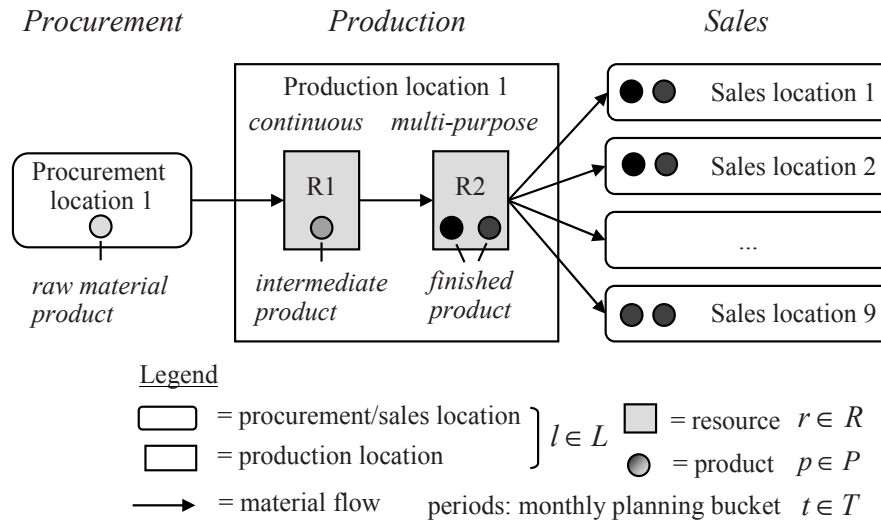 Procurement
Production
Sales
Production location 1
continuous
multi-purpose
Procurement
location 1
R1
R2
raw material
product
intermediate
product
finished
product
Sales location 1
Sales location 2
...
Sales location 9
Legend
= procurement/sales location
= production location
l ∈ L
= resource r ∈ R
= product p ∈ P
= material flow
periods: monthly planning bucket t ∈ T